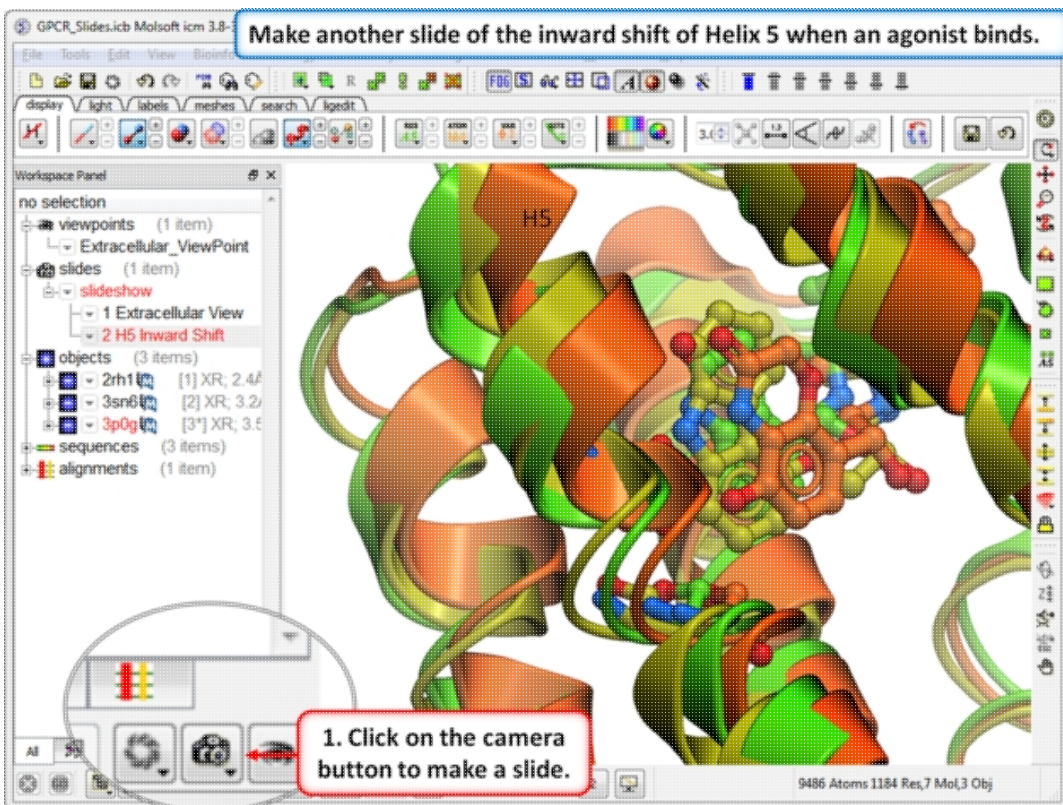 GPCR_Slides.icb Molsoft icm 3.8-
Make another slide of the inward shift of Helix 5 when an agonist binds.
File Tools Edit View Bioinfo
FOG
display light labels meshes search ligedit
Workspace Panel
no selection
viewpoints (1 item)
Extracellular_ViewPoint
slides (1 item)
slideshow
1 Extracellular View
2 H5 Inward Shift
objects (3 items)
2rh1 [1] XR; 2.4
3sn6 [2] XR; 3.2
3p0g [3*] XR; 3.5
sequences (3 items)
alignments (1 item)
H5
AS
All
1. Click on the camera
button to make a slide.
9486 Atoms 1184 Res,7 Mol,3 Obj